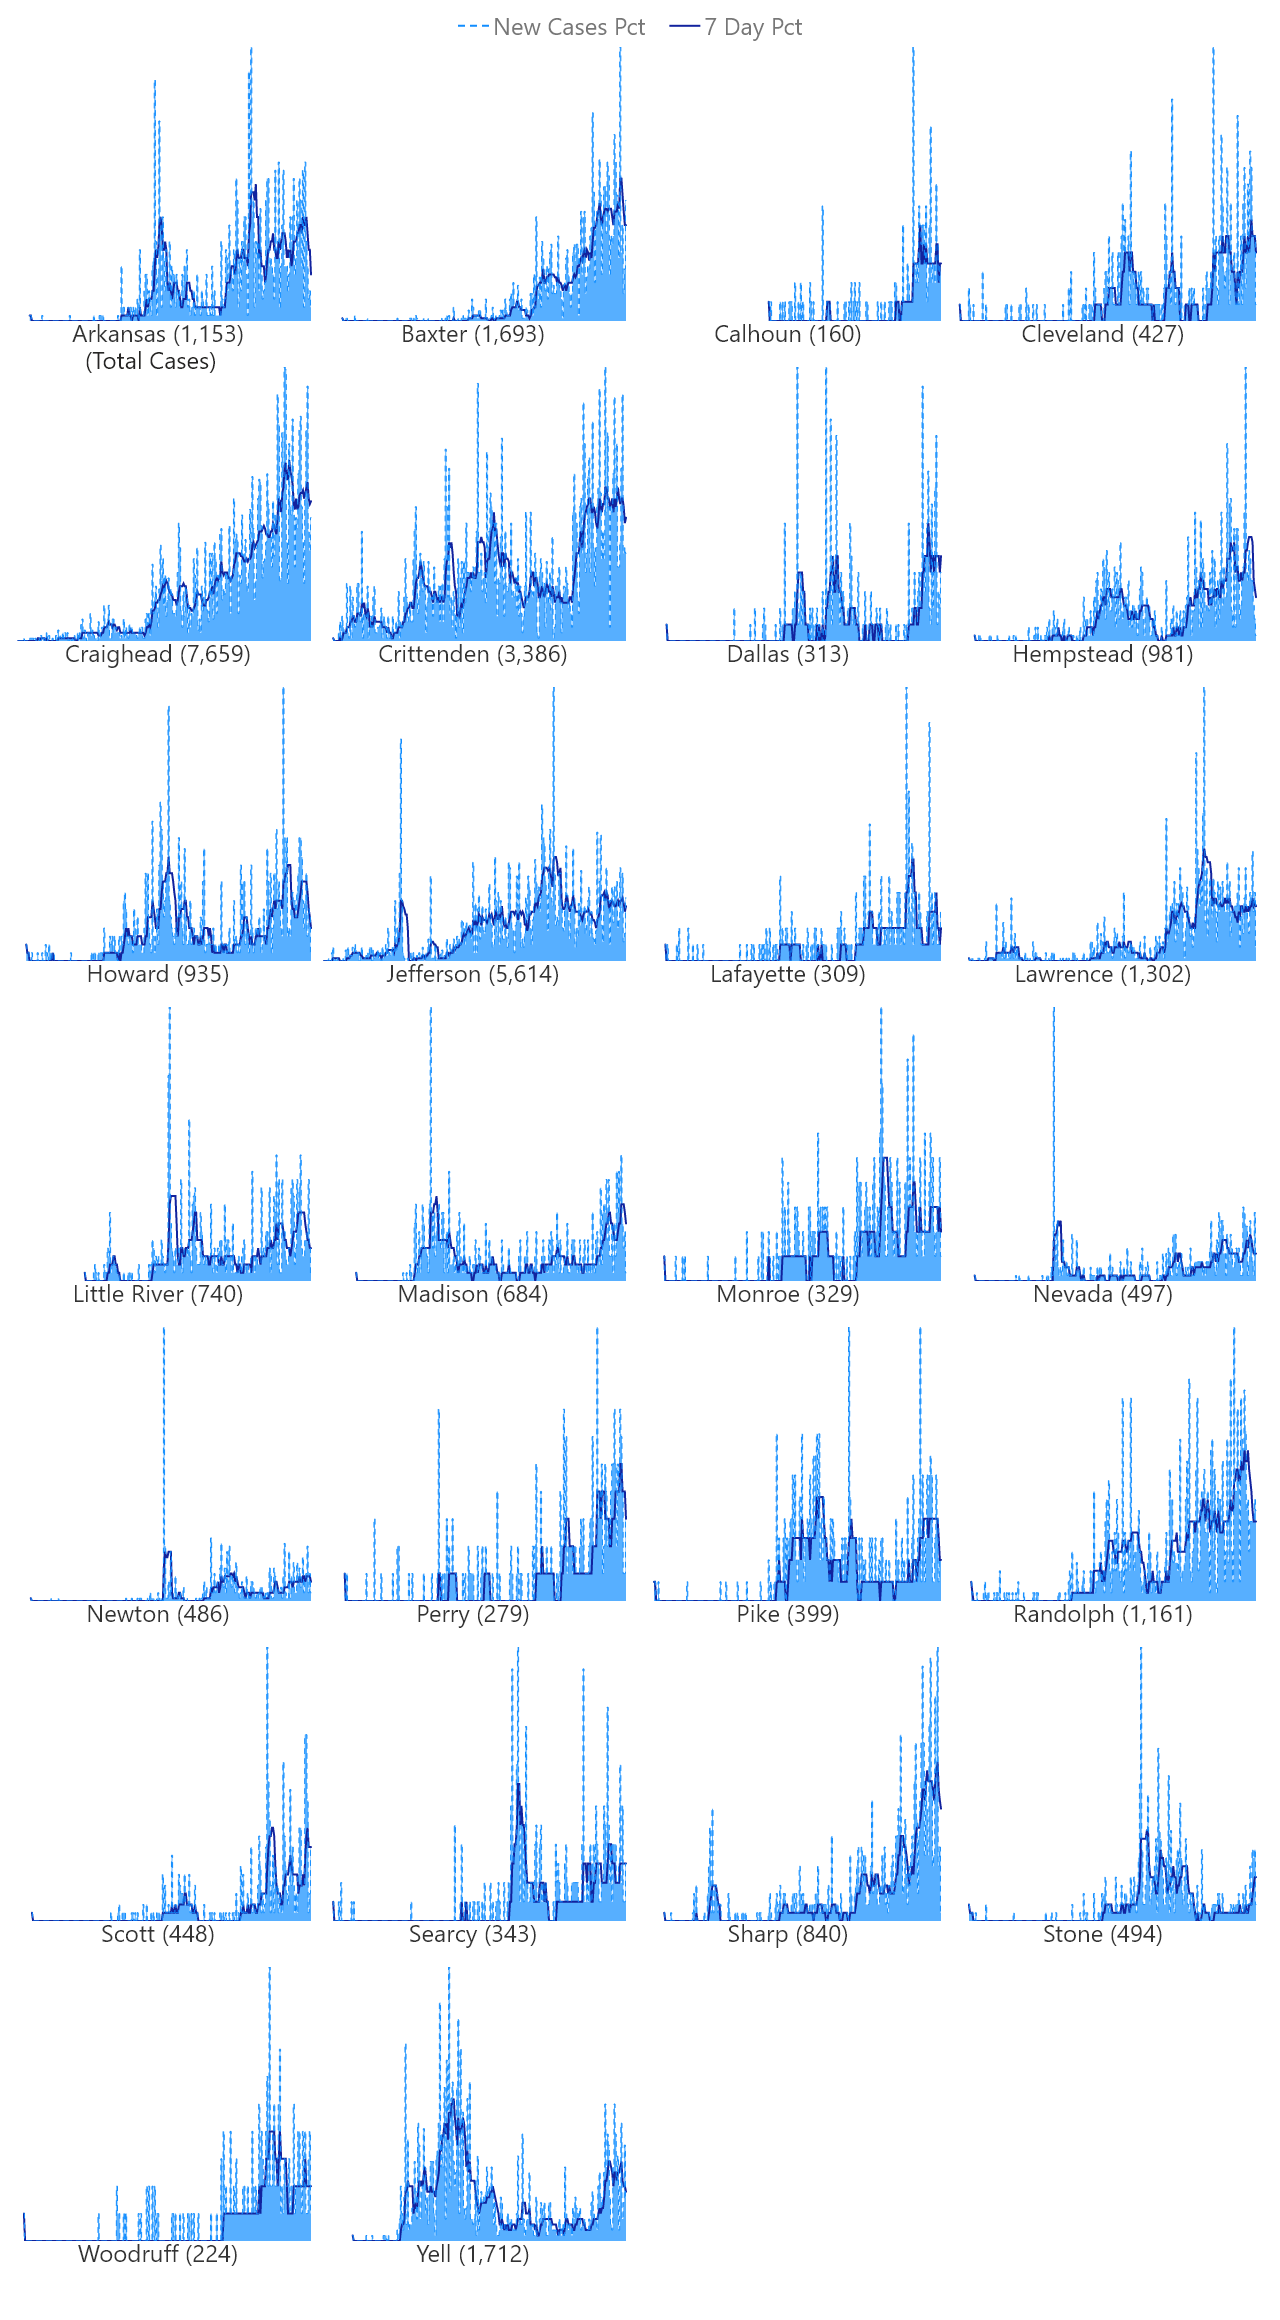 New Cases Pct 7 Day Pct
Arkansas (1,153) Baxter (1,693) Calhoun (160) Cleveland (427)
(Total Cases)
Craighead (7,659) Crittenden (3,386) Dallas (313) Hempstead (981)
Howard (935) Jefferson (5,614) Lafayette (309) Lawrence (1,302)
Little River (740) Madison (684) Monroe (329) Nevada (497)
Newton (486) Perry (279) Pike (399) Randolph (1,161)
Scott (448) Searcy (343) Sharp (840) Stone (494)
Woodruff (224) Yell (1,712)